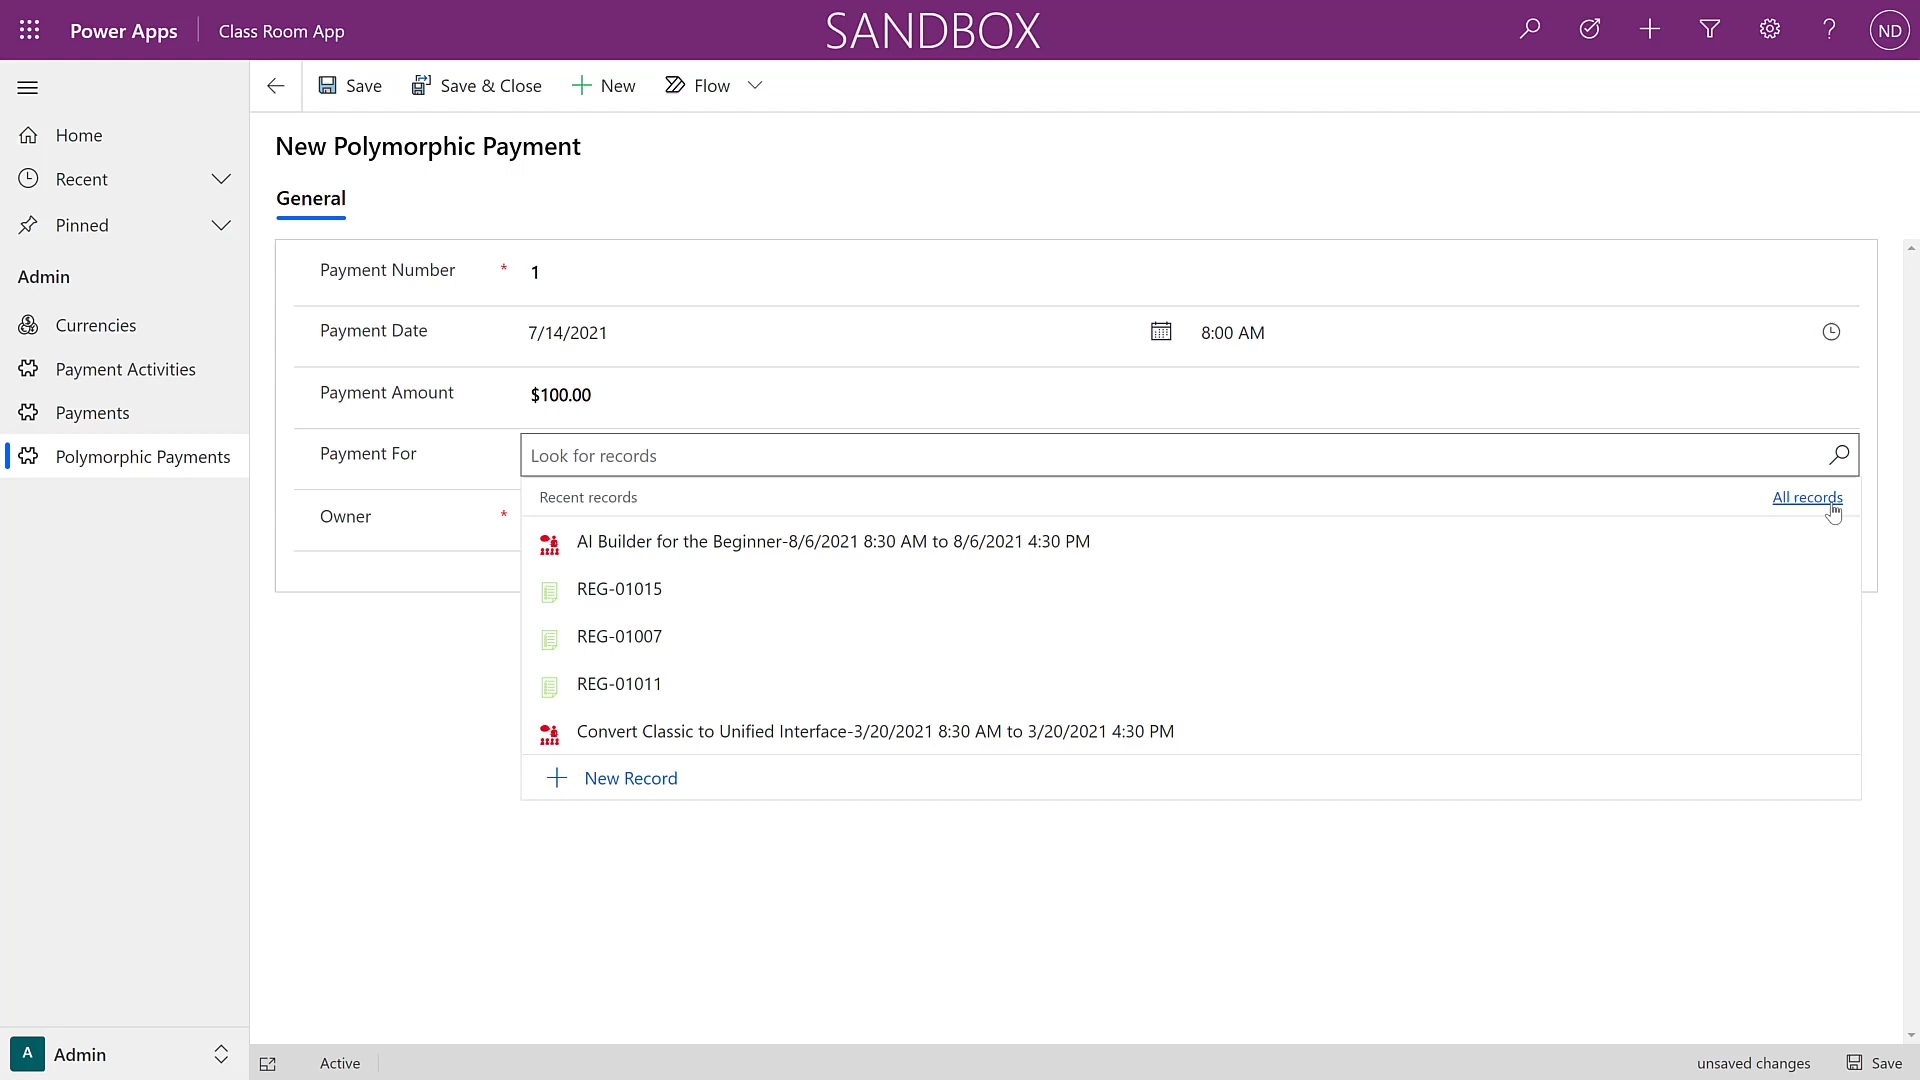 Power Apps
Class Room App
SANDBOX
ND
Save
Save & Close
New
Flow
Home
Recent
Pinned
Admin
Currencies
Payment Activities
Payments
Polymorphic Payments
New Polymorphic Payment
General
Payment Number * 1
Payment Date 7/14/2021 8:00 AM
Payment Amount $100.00
Payment For Look for records
Recent records All records
Owner *
AI Builder for the Beginner-8/6/2021 8:30 AM to 8/6/2021 4:30 PM
REG-01015
REG-01007
REG-01011
Convert Classic to Unified Interface-3/20/2021 8:30 AM to 3/20/2021 4:30 PM
New Record
A Admin
Active
unsaved changes
Save